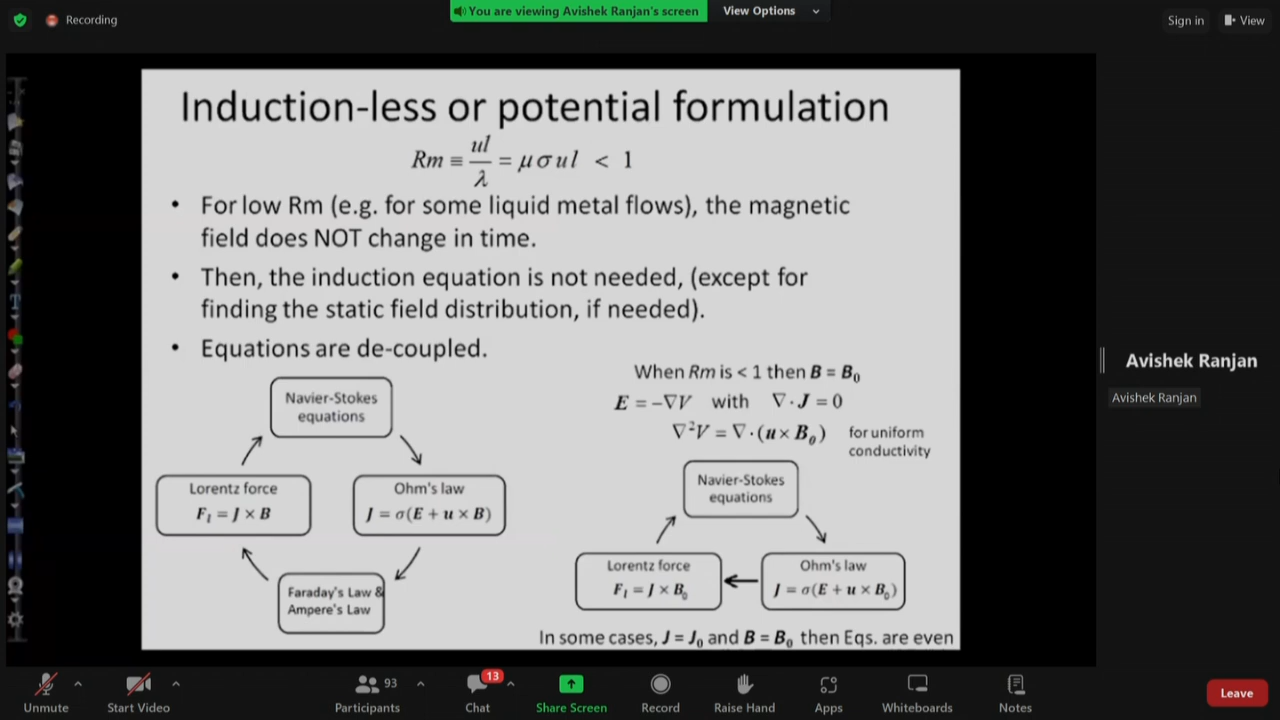 Recording
You are viewing Avishek Ranjan's screen
View Options
Sign in
View
Induction-less or potential formulation
Rm ≡ ul/λ = μσul < 1
• For low Rm (e.g. for some liquid metal flows), the magnetic
field does NOT change in time.
• Then, the induction equation is not needed, (except for
finding the static field distribution, if needed).
• Equations are de-coupled.
Navier-Stokes
equations
Lorentz force
F_l = J × B
Ohm's law
J = σ(E + u × B)
Faraday's Law &
Ampere's Law
When Rm is < 1 then B = B₀
E = −∇V with ∇·J = 0
∇²V = ∇·(u × B₀) for uniform
conductivity
Navier-Stokes
equations
Lorentz force
F_l = J × B₀
Ohm's law
J = σ(E + u × B₀)
In some cases, J = J₀ and B = B₀ then Eqs. are even
Avishek Ranjan
Avishek Ranjan
Unmute
Start Video
93
Participants
13
Chat
Share Screen
Record
Raise Hand
Apps
Whiteboards
Notes
Leave